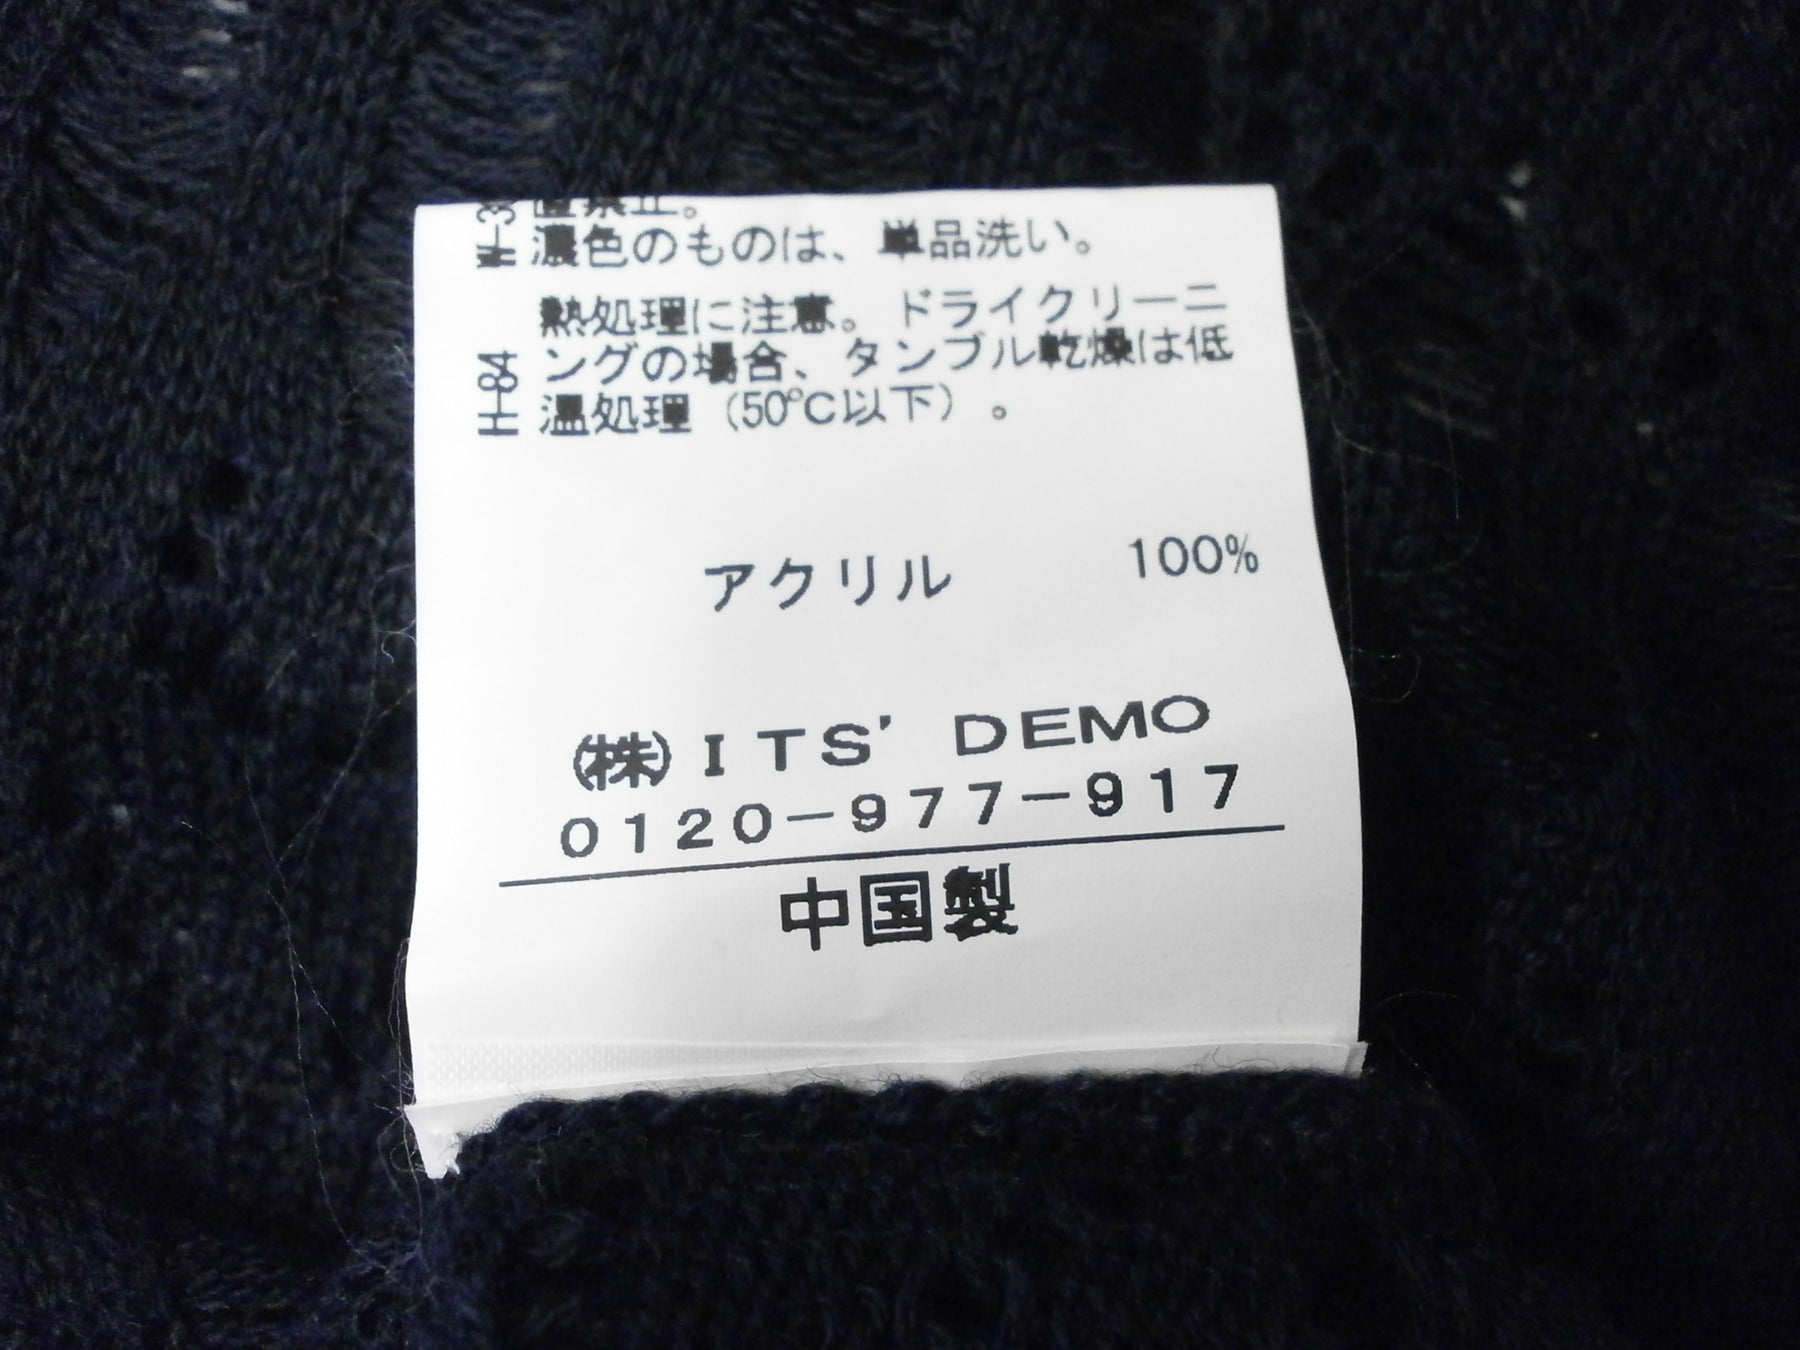 濃色のものは、単品洗い。
熱処理に注意。ドライクリーニ
H-84 ングの場合、タンブル乾燥は低
温処理（50℃以下）。
アクリル 100%
㈱ＩＴＳ’ ＤＥＭＯ
０１２０－９７７－９１７
中国製